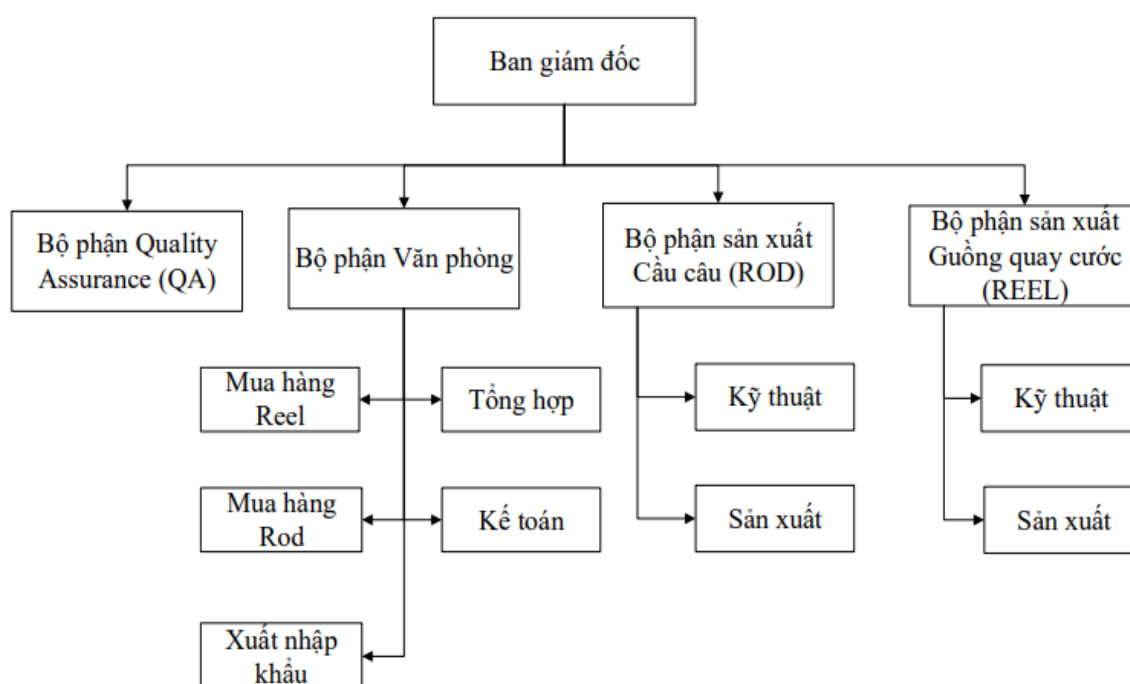 Ban giám đốc
Bộ phận Quality
Assurance (QA)
Bộ phận Văn phòng
Bộ phận sản xuất
Cầu câu (ROD)
Bộ phận sản xuất
Guồng quay cước
(REEL)
Mua hàng
Reel
Tổng hợp
Kỹ thuật
Kỹ thuật
Mua hàng
Rod
Kế toán
Sản xuất
Sản xuất
Xuất nhập
khẩu